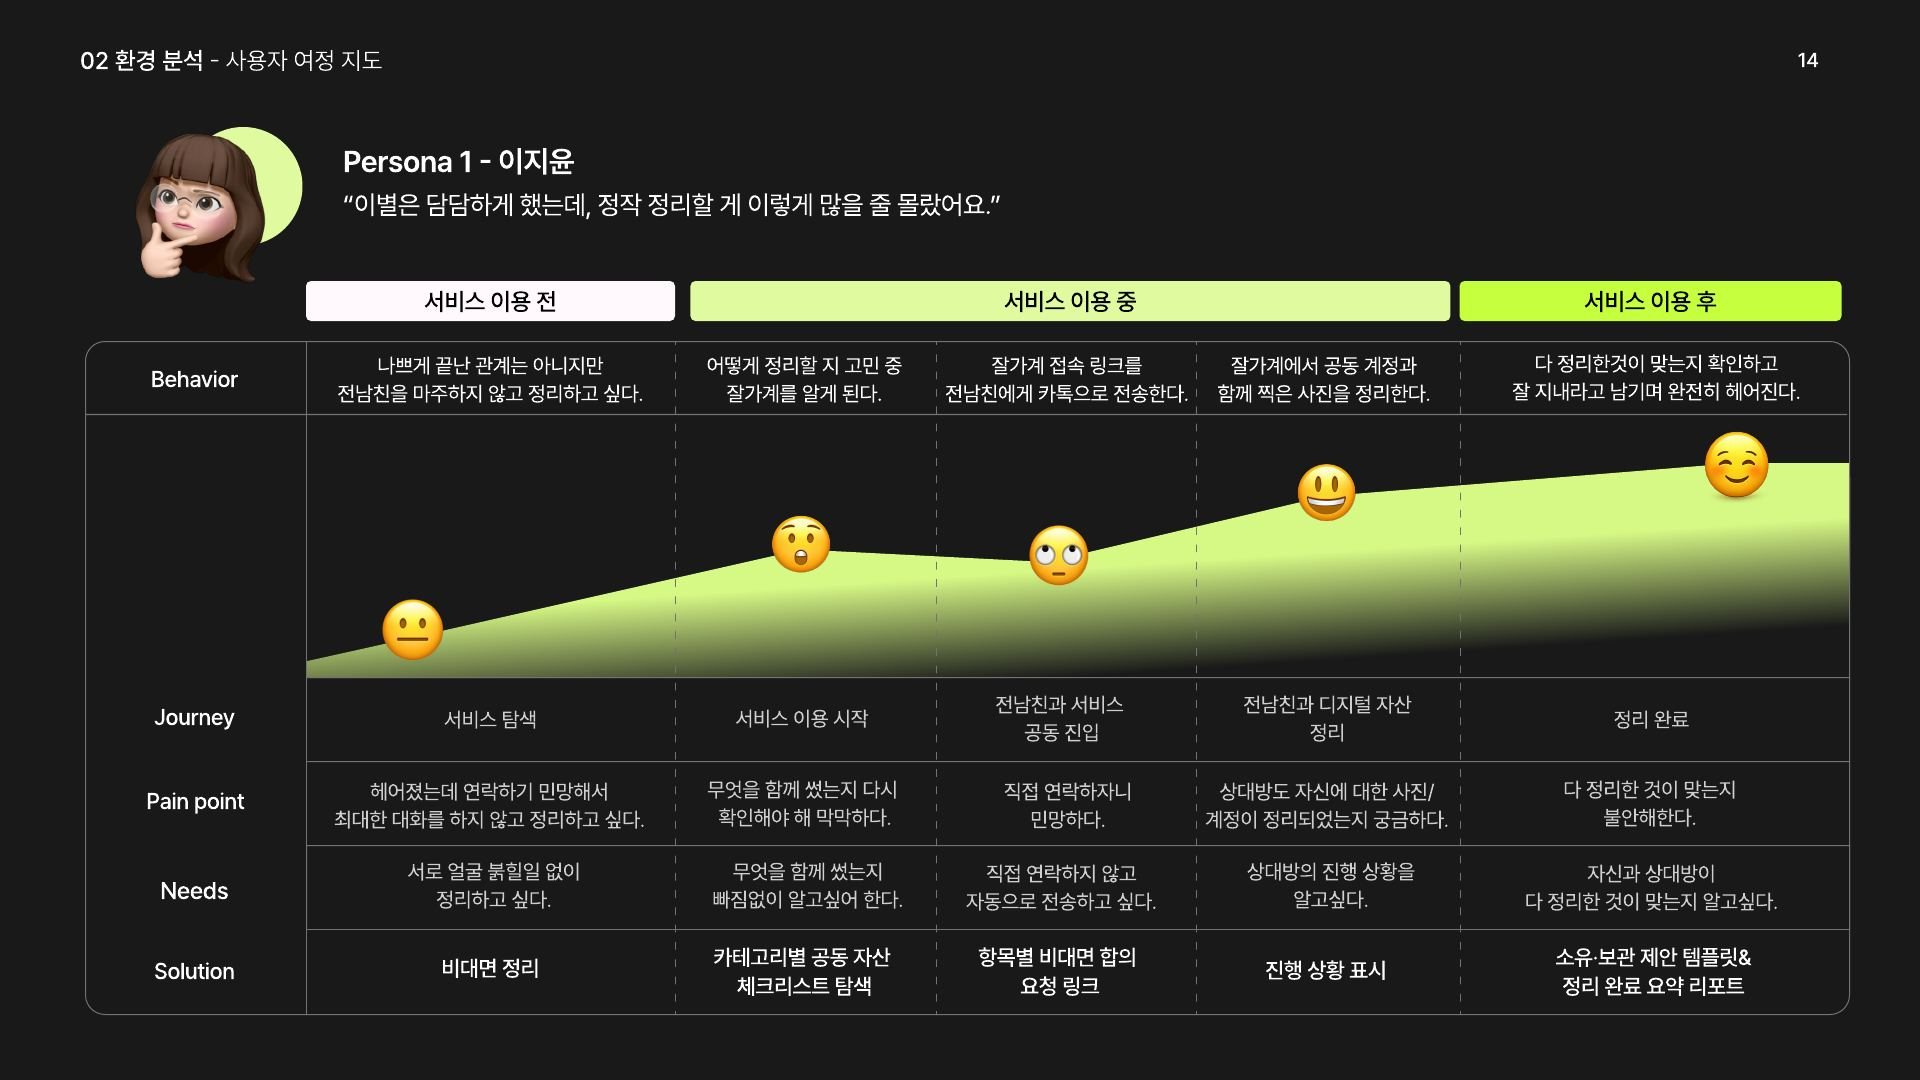 02 환경 분석 - 사용자 여정 지도
14
Persona 1 - 이지윤
“이별은 담담하게 했는데, 정작 정리할 게 이렇게 많을 줄 몰랐어요.”
서비스 이용 전
서비스 이용 중
서비스 이용 후
Behavior
나쁘게 끝난 관계는 아니지만
전남친을 마주하지 않고 정리하고 싶다.
어떻게 정리할 지 고민 중
잘가계를 알게 된다.
잘가계 접속 링크를
전남친에게 카톡으로 전송한다.
잘가계에서 공동 계정과
함께 찍은 사진을 정리한다.
다 정리한것이 맞는지 확인하고
잘 지내라고 남기며 완전히 헤어진다.
Journey
서비스 탐색
서비스 이용 시작
전남친과 서비스
공동 진입
전남친과 디지털 자산
정리
정리 완료
Pain point
헤어졌는데 연락하기 민망해서
최대한 대화를 하지 않고 정리하고 싶다.
무엇을 함께 썼는지 다시
확인해야 해 막막하다.
직접 연락하자니
민망하다.
상대방도 자신에 대한 사진/
계정이 정리되었는지 궁금하다.
다 정리한 것이 맞는지
불안해한다.
Needs
서로 얼굴 붉힐일 없이
정리하고 싶다.
무엇을 함께 썼는지
빠짐없이 알고싶어 한다.
직접 연락하지 않고
자동으로 전송하고 싶다.
상대방의 진행 상황을
알고싶다.
자신과 상대방이
다 정리한 것이 맞는지 알고싶다.
Solution
비대면 정리
카테고리별 공동 자산
체크리스트 탐색
항목별 비대면 합의
요청 링크
진행 상황 표시
소유·보관 제안 템플릿&
정리 완료 요약 리포트